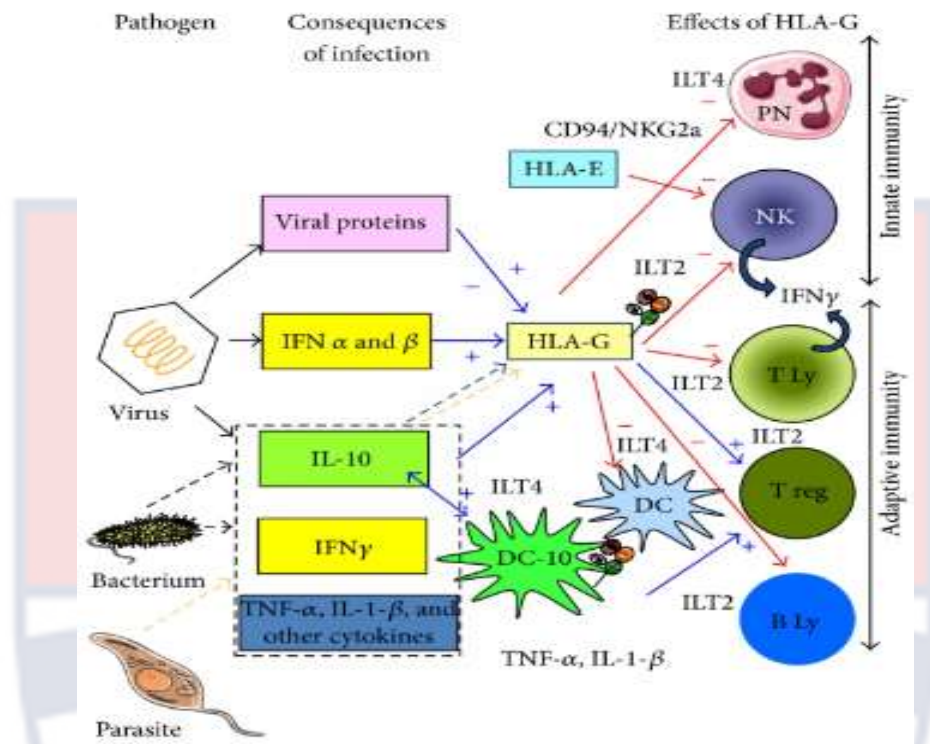 Pathogen
Consequences
of infection
Effects of HLA-G
ILT4
−
PN
CD94/NKG2a
HLA-E
−
NK
Innate immunity
Viral proteins
+
−
ILT2
−
IFNγ
IFN α and β
+
HLA-G
−
ILT2
T Ly
Virus
+
−
ILT4
−
+
ILT2
Adaptive immunity
IL-10
+
ILT4
DC
T reg
Bacterium
IFNγ
DC-10
+
TNF-α, IL-1-β, and
other cytokines
ILT2
B Ly
TNF-α, IL-1-β
Parasite